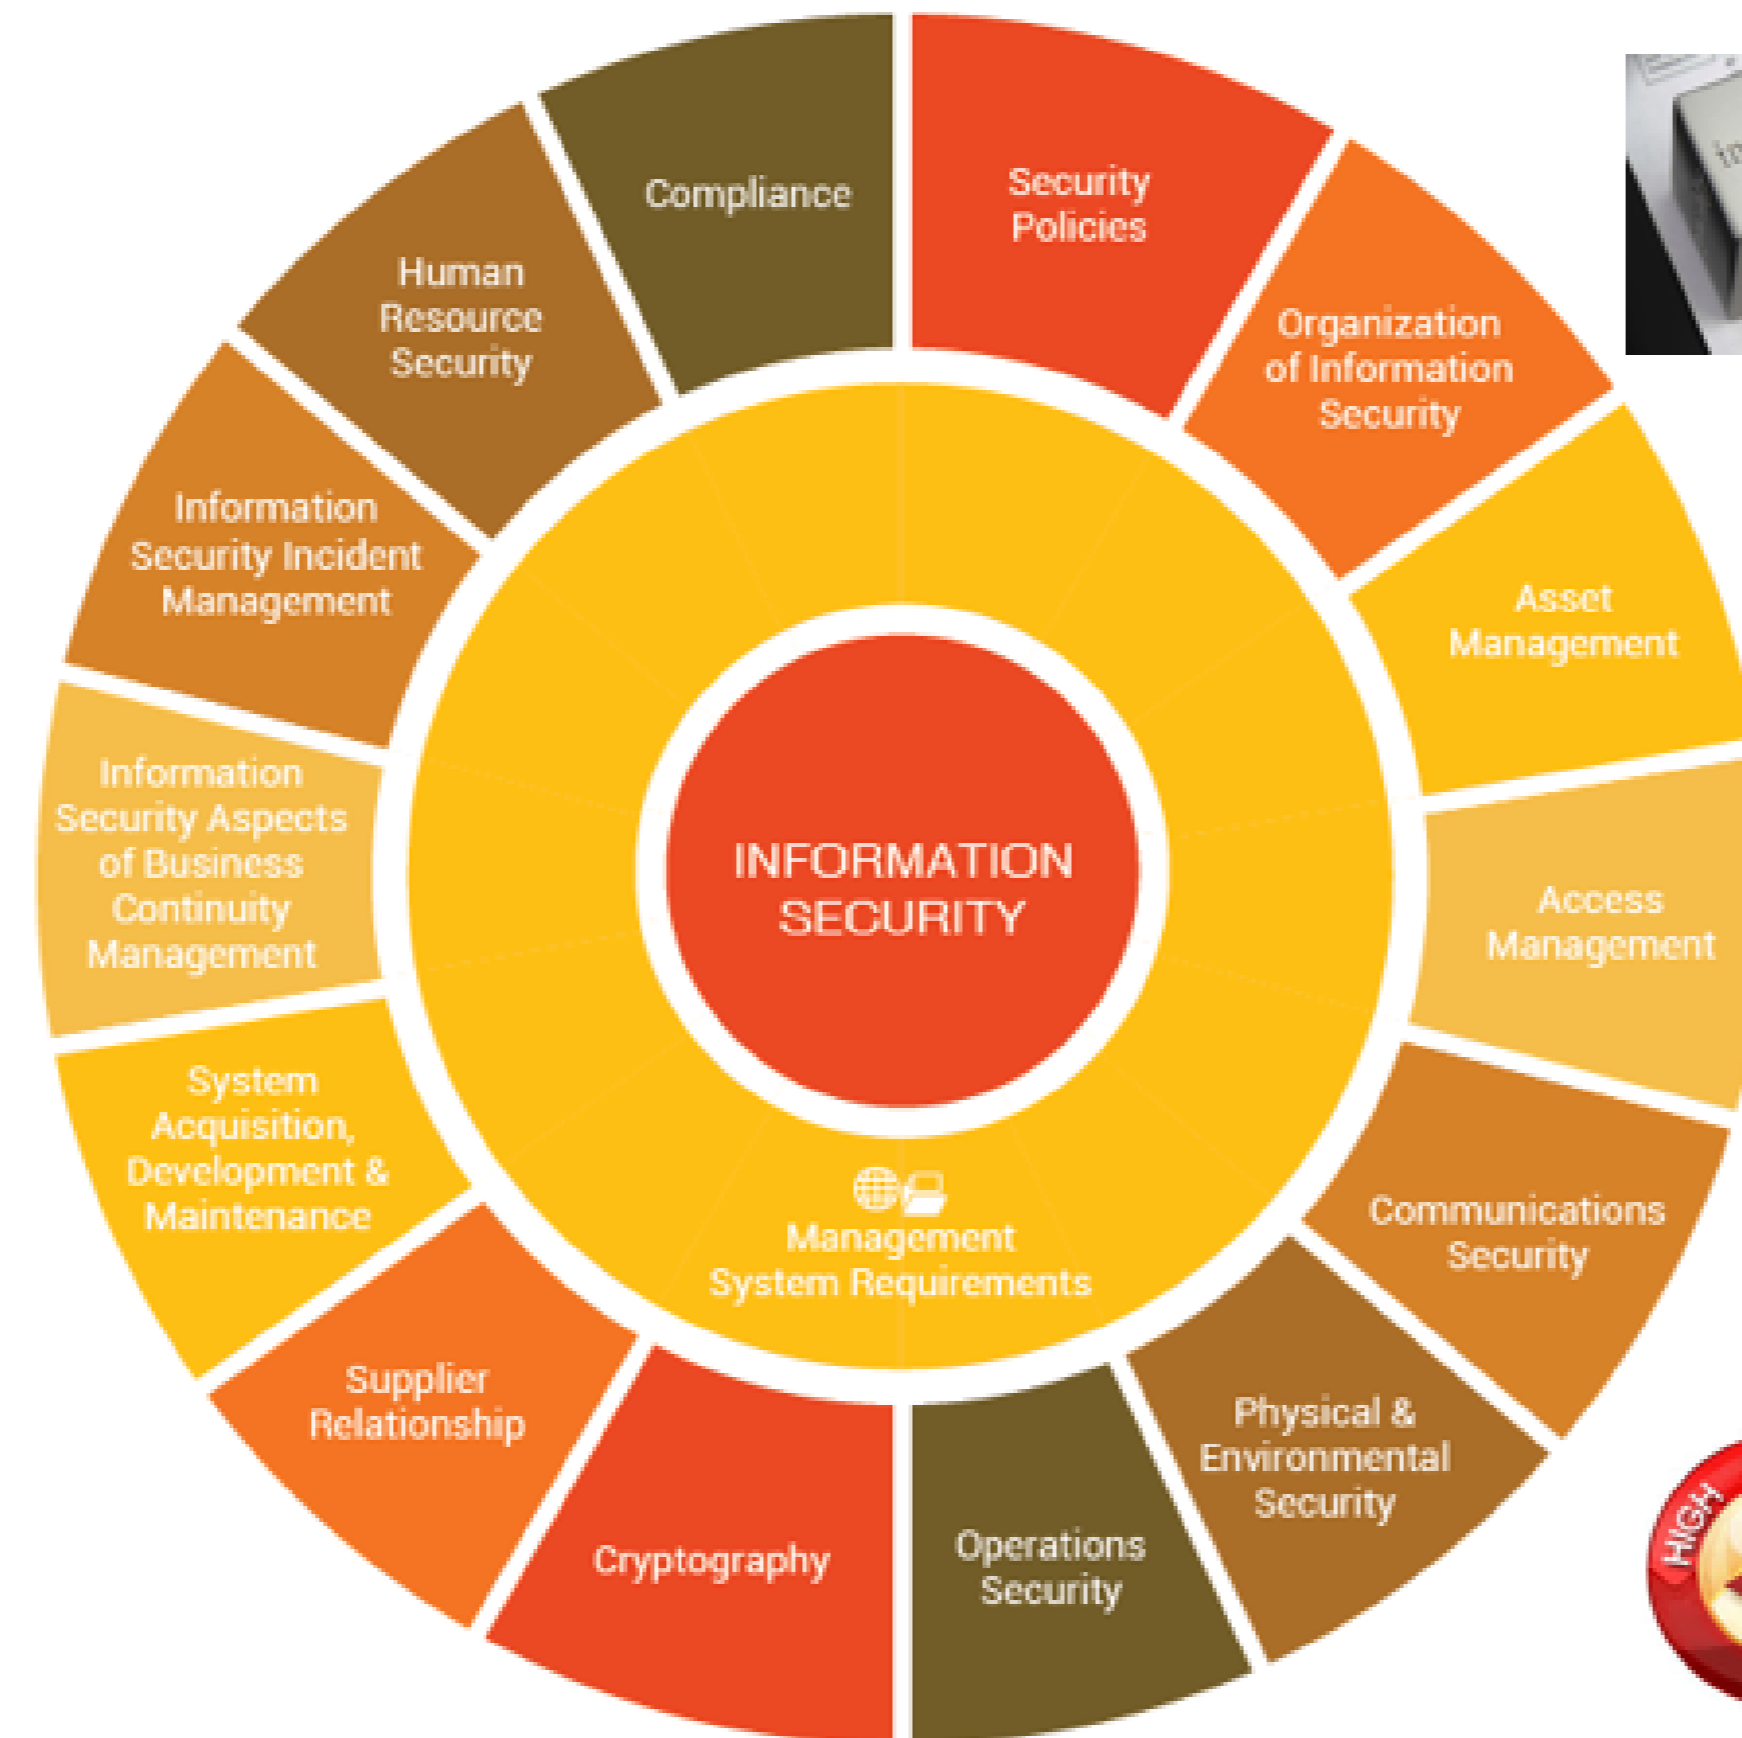 Compliance
Security
Policies
Organization
of Information
Security
Asset
Management
Access
Management
Communications
Security
Physical &
Environmental
Security
Operations
Security
Cryptography
Supplier
Relationship
System
Acquisition,
Development &
Maintenance
Information
Security Aspects
of Business
Continuity
Management
Information
Security Incident
Management
Human
Resource
Security
INFORMATION
SECURITY
Management
System Requirements
HIGH